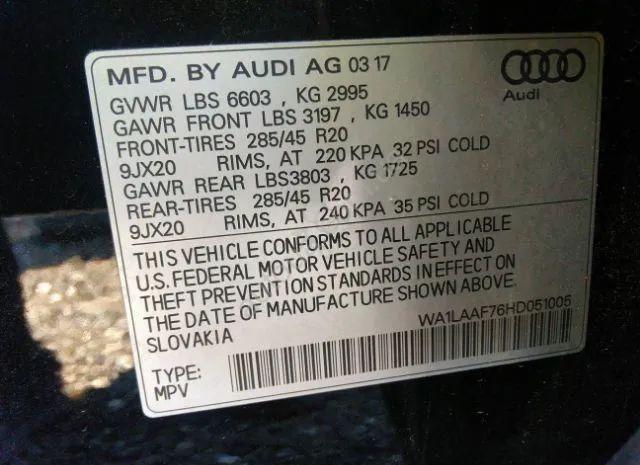 MFD. BY AUDI AG 03 17
Audi
GVWR LBS 6603 , KG 2995
GAWR FRONT LBS 3197 , KG 1450
FRONT-TIRES 285/45 R20
9JX20 RIMS, AT 220 KPA 32 PSI COLD
GAWR REAR LBS3803 , KG 1725
REAR-TIRES 285/45 R20
9JX20 RIMS, AT 240 KPA 35 PSI COLD
THIS VEHICLE CONFORMS TO ALL APPLICABLE
U.S. FEDERAL MOTOR VEHICLE SAFETY AND
THEFT PREVENTION STANDARDS IN EFFECT ON
THE DATE OF MANUFACTURE SHOWN ABOVE.
SLOVAKIA
WA1LAAF76HD051005
TYPE:
MPV